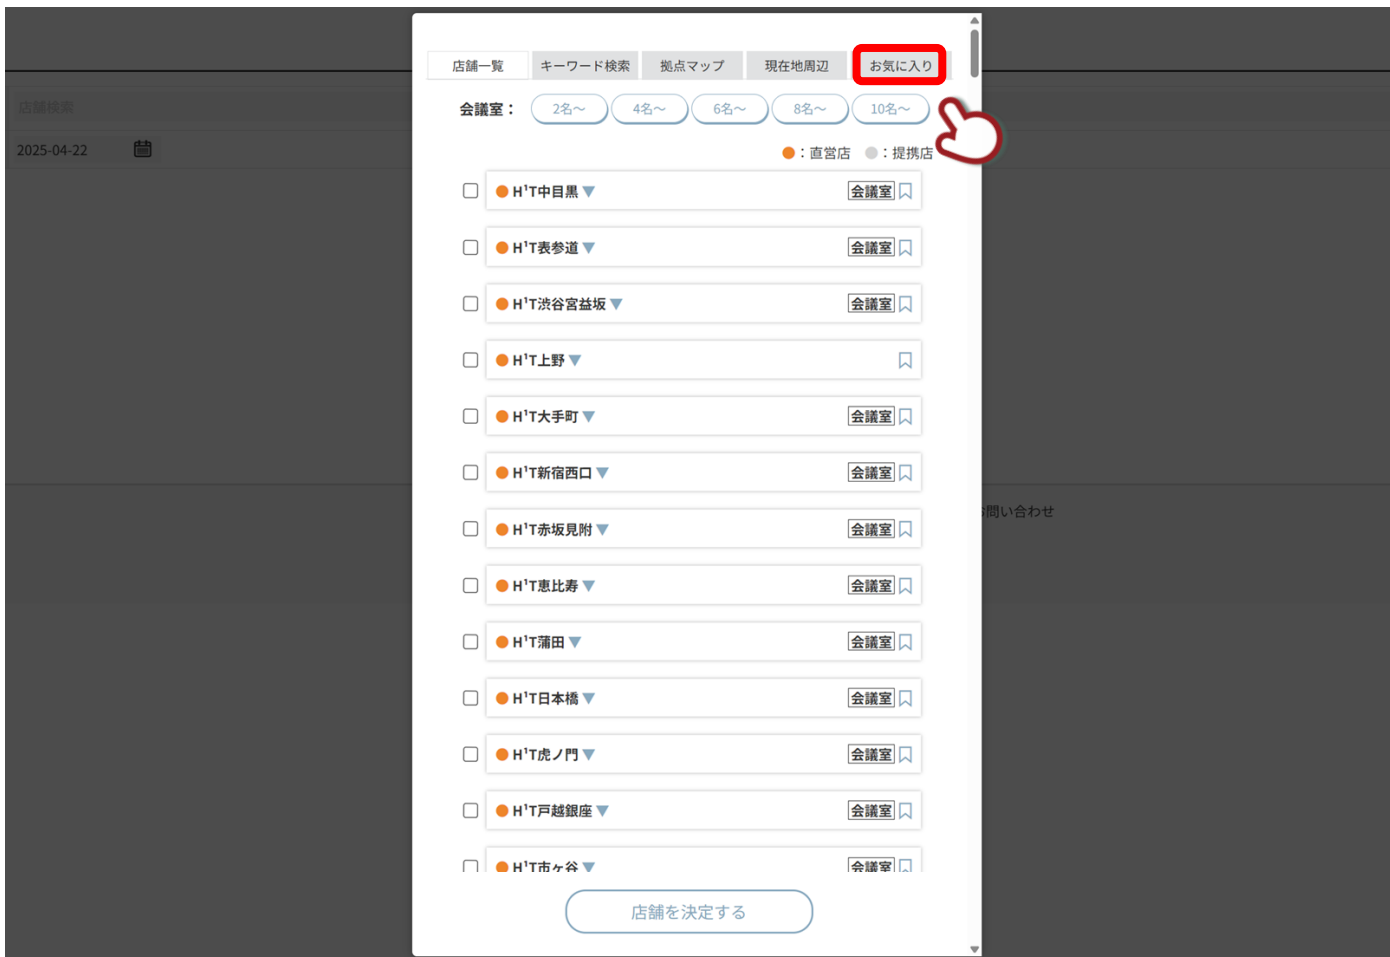 店舗一覧 キーワード検索 拠点マップ 現在地周辺 お気に入り
店舗検索
会議室： 2名～ 4名～ 6名～ 8名～ 10名～
2025-04-22
：直営店 ：提携店
H¹T中目黒▼ 会議室
H¹T表参道▼ 会議室
H¹T渋谷宮益坂▼ 会議室
H¹T上野▼
H¹T大手町▼ 会議室
H¹T新宿西口▼ 会議室
お問い合わせ
H¹T赤坂見附▼ 会議室
H¹T恵比寿▼ 会議室
H¹T蒲田▼ 会議室
H¹T日本橋▼ 会議室
H¹T虎ノ門▼ 会議室
H¹T戸越銀座▼ 会議室
H¹T市ヶ谷▼ 会議室
店舗を決定する